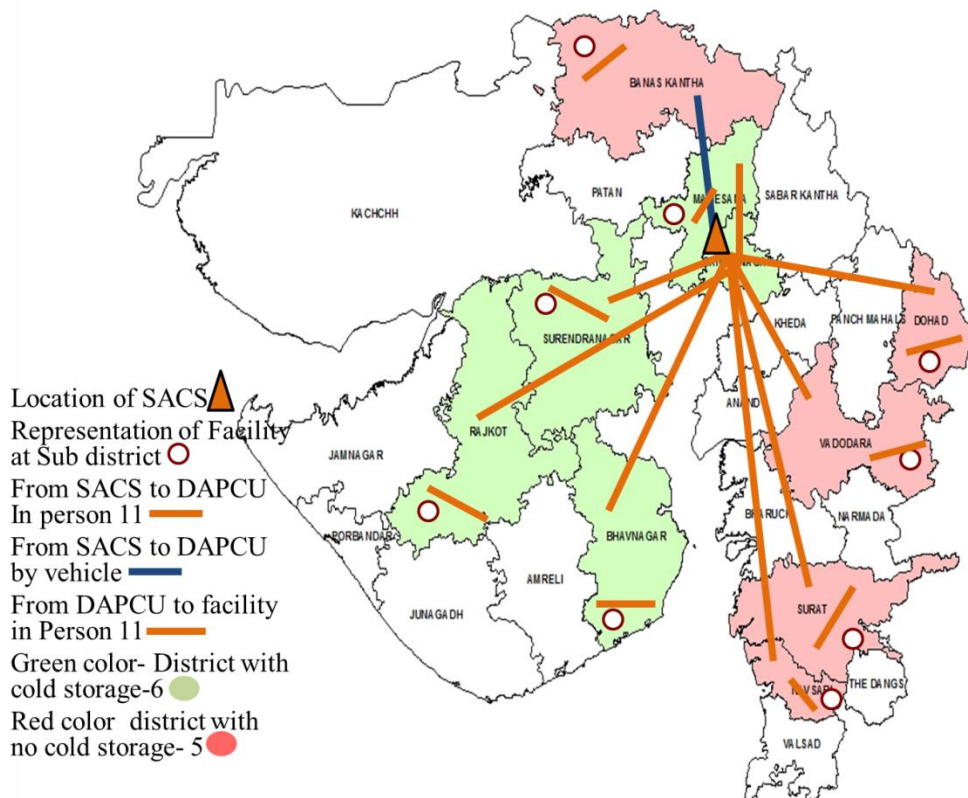 BANAS KANTHA
PATAN
MAHESANA
SABAR KANTHA
KACHCHH
SURENDRANAGAR
KHEDA
PANCH MAHALS
DOHAD
ANAND
RAJKOT
VADODARA
JAMNAGAR
PORBANDAR
BHARUCH
NARMADA
BHAVNAGAR
AMRELI
JUNAGADH
SURAT
NAVSARI
THE DANGS
VALSAD
Location of SACS
Representation of Facility
at Sub district
From SACS to DAPCU
In person 11
From SACS to DAPCU
by vehicle
From DAPCU to facility
in Person 11
Green color- District with
cold storage-6
Red color district with
no cold storage- 5